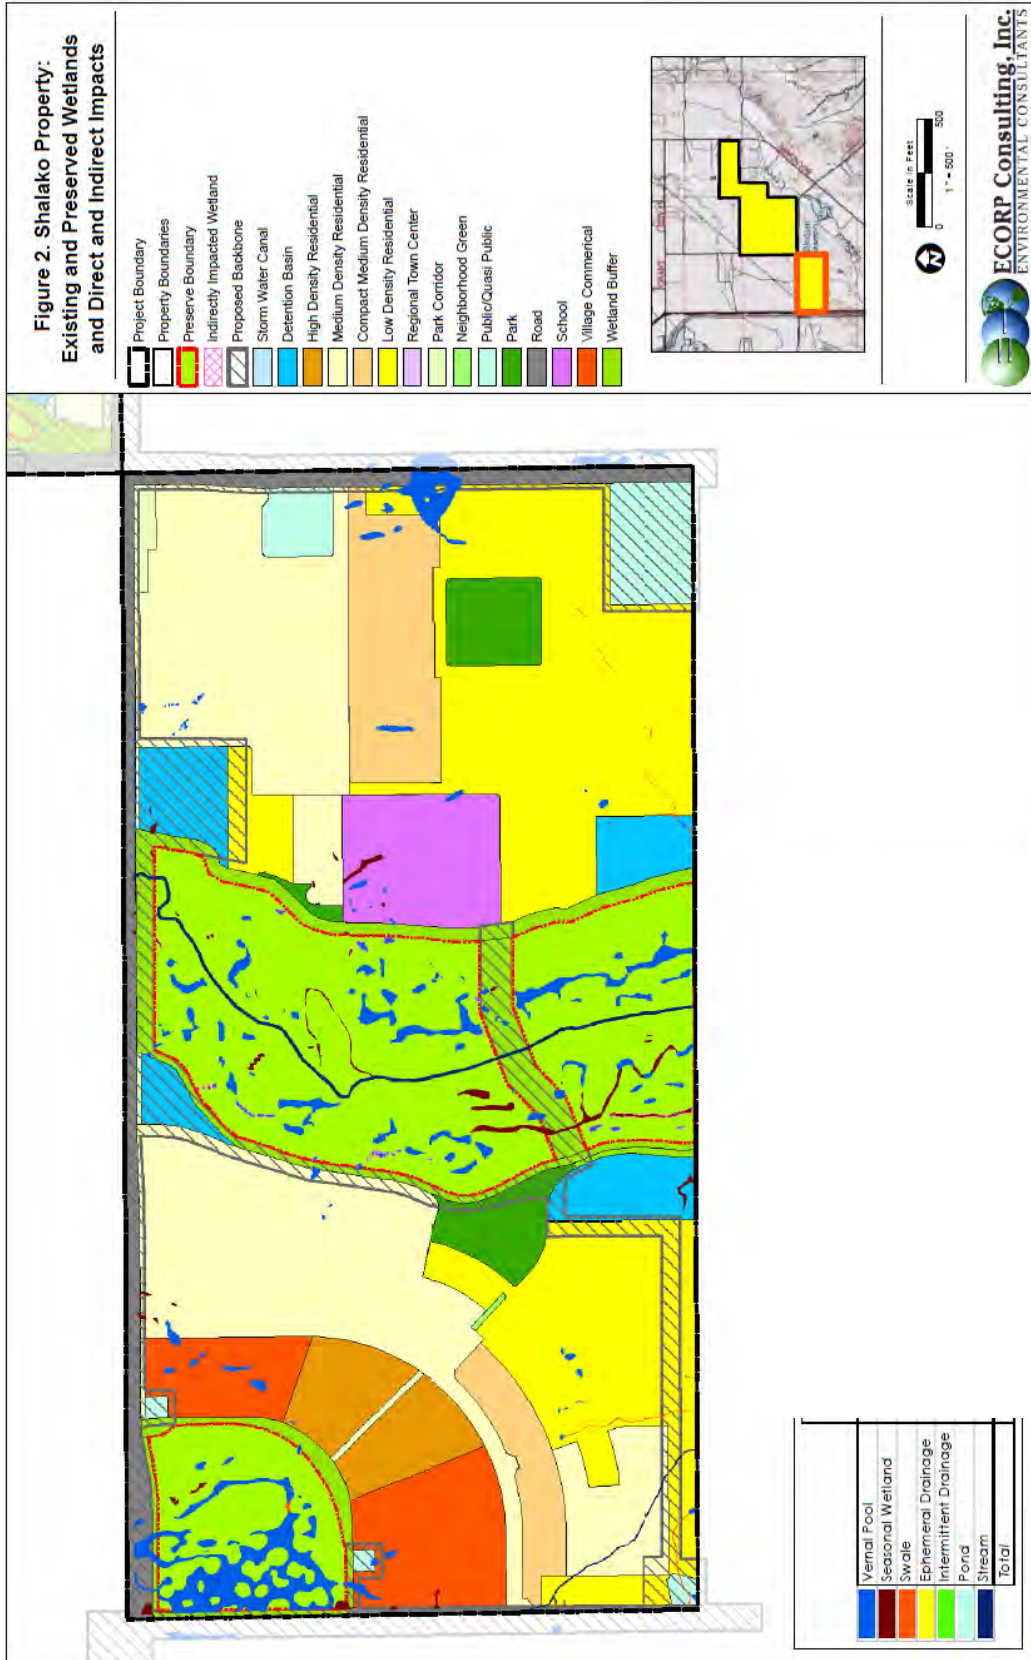 Figure 2. Shalako Property:
Existing and Preserved Wetlands
and Direct and Indirect Impacts
Project Boundary
Property Boundaries
Preserve Boundary
Indirectly Impacted Wetland
Proposed Backbone
Storm Water Canal
Detention Basin
High Density Residential
Medium Density Residential
Compact Medium Density Residential
Low Density Residential
Regional Town Center
Park Corridor
Neighborhood Green
Public/Quasi Public
Park
Road
School
Village Commerical
Wetland Buffer
N
Scale in Feet
0 500
1" = 500'
ECORP Consulting, Inc.
ENVIRONMENTAL CONSULTANTS
Vernal Pool
Seasonal Wetland
Swale
Ephemeral Drainage
Intermittent Drainage
Pond
Stream
Total